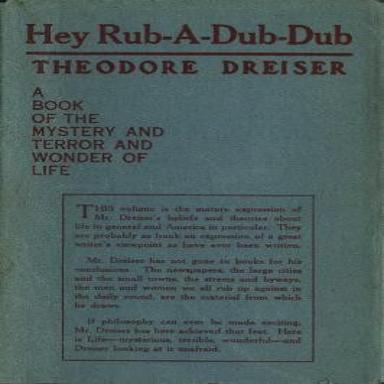 Hey Rub-A-Dub-Dub
THEODORE DREISER
A
BOOK
OF THE
MYSTERY AND
TERROR AND
WONDER OF
LIFE
THIS volume is the mature expression of
Mr. Dreiser's beliefs and theories about
life in general and America in particular. They
are probably as frank an expression of a great
writer's viewpoint as have ever been written.
Mr. Dreiser has not gone to books for his
conclusions. The newspapers, the large cities
and the small towns, the streets and byways,
the men and women we all rub up against in
the daily round, are the material from which
he draws.
If philosophy can ever be made exciting,
Mr. Dreiser has here achieved that feat. Here
is Life—mysterious, terrible, wonderful—and
Dreiser looking at it unafraid.